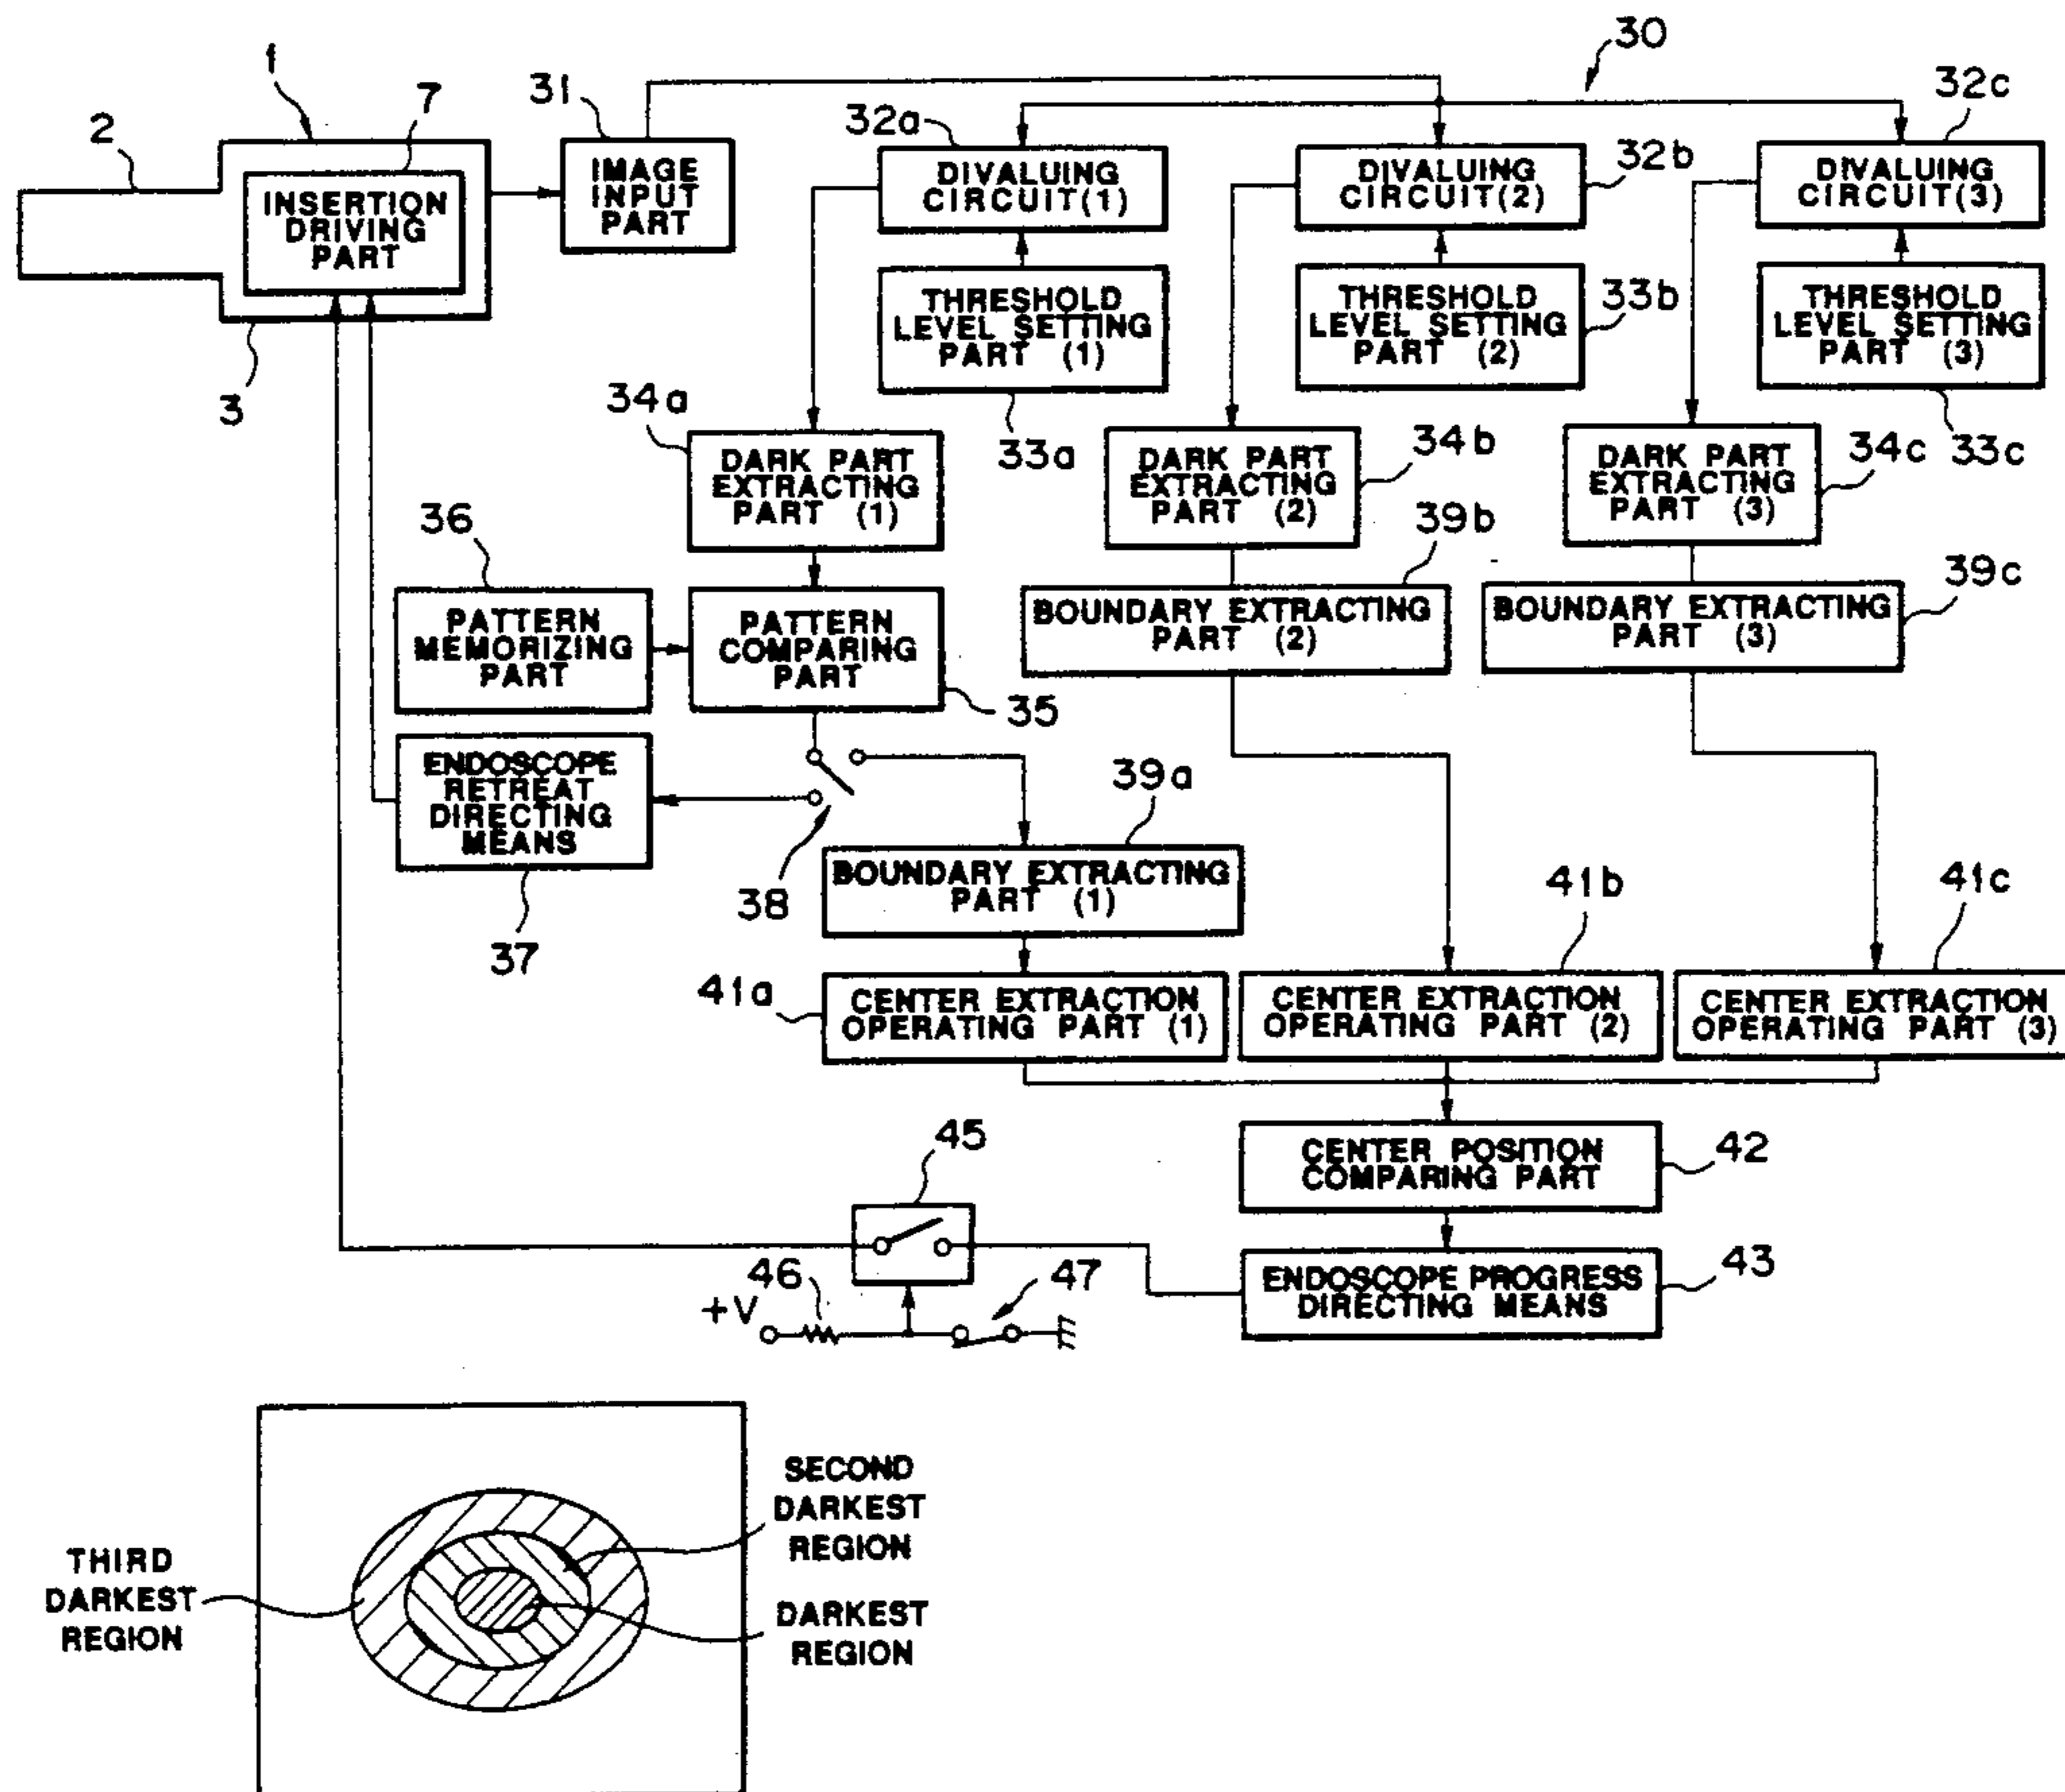 30
1
7
31
32c
2
32a
INSERTION
DRIVING
PART
IMAGE
INPUT
PART
DIVALUING
CIRCUIT(1)
DIVALUING
CIRCUIT(2)
32b
DIVALUING
CIRCUIT(3)
THRESHOLD
LEVEL SETTING
PART (1)
THRESHOLD
LEVEL SETTING
PART (2)
33b
THRESHOLD
LEVEL SETTING
PART (3)
3
34a
33a
34b
34c
33c
DARK PART
EXTRACTING
PART (1)
DARK PART
EXTRACTING
PART (2)
DARK PART
EXTRACTING
PART (3)
36
39b
39c
PATTERN
MEMORIZING
PART
PATTERN
COMPARING
PART
35
BOUNDARY EXTRACTING
PART (2)
BOUNDARY EXTRACTING
PART (3)
ENDOSCOPE
RETREAT
DIRECTING
MEANS
37
38
39a
BOUNDARY EXTRACTING
PART (1)
41b
41c
41a
CENTER EXTRACTION
OPERATING PART (1)
CENTER EXTRACTION
OPERATING PART (2)
CENTER EXTRACTION
OPERATING PART (3)
45
CENTER POSITION
COMPARING PART
42
46
47
+V
ENDOSCOPE PROGRESS
DIRECTING MEANS
43
SECOND
DARKEST
REGION
THIRD
DARKEST
REGION
DARKEST
REGION